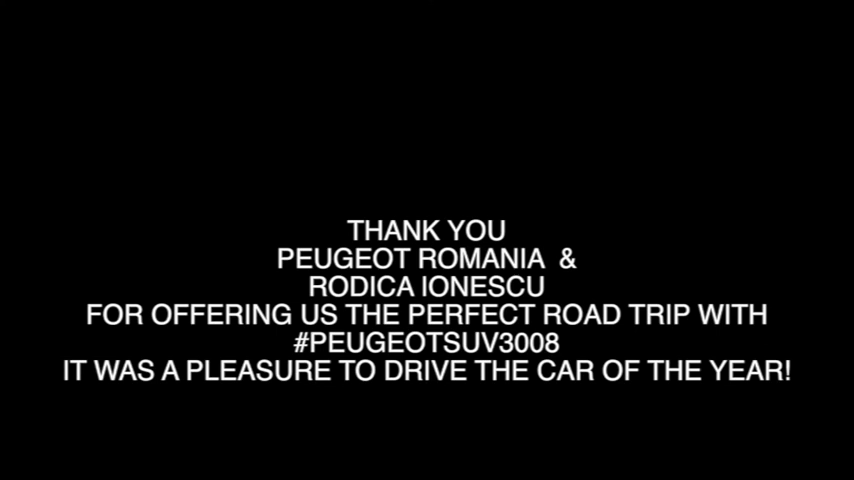 THANK YOU
PEUGEOT ROMANIA &
RODICA IONESCU
FOR OFFERING US THE PERFECT ROAD TRIP WITH
#PEUGEOTSUV3008
IT WAS A PLEASURE TO DRIVE THE CAR OF THE YEAR!